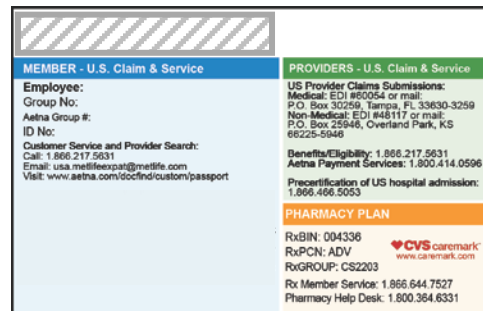 MEMBER - U.S. Claim & Service
Employee:
Group No:
Aetna Group #:
ID No:
Customer Service and Provider Search:
Call: 1.866.217.5631
Email: usa.metlifeexpat@metlife.com
Visit: www.aetna.com/docfind/custom/passport
PROVIDERS - U.S. Claim & Service
US Provider Claims Submissions:
Medical: EDI #60054 or mail:
P.O. Box 30259, Tampa, FL 33630-3259
Non-Medical: EDI #48117 or mail:
P.O. Box 25946, Overland Park, KS
66225-5946
Benefits/Eligibility: 1.866.217.5631
Aetna Payment Services: 1.800.414.0596
Precertification of US hospital admission:
1.866.466.5053
PHARMACY PLAN
RxBIN: 004336
RxPCN: ADV
RxGROUP: CS2203
CVS caremark
www.caremark.com
Rx Member Service: 1.866.644.7527
Pharmacy Help Desk: 1.800.364.6331